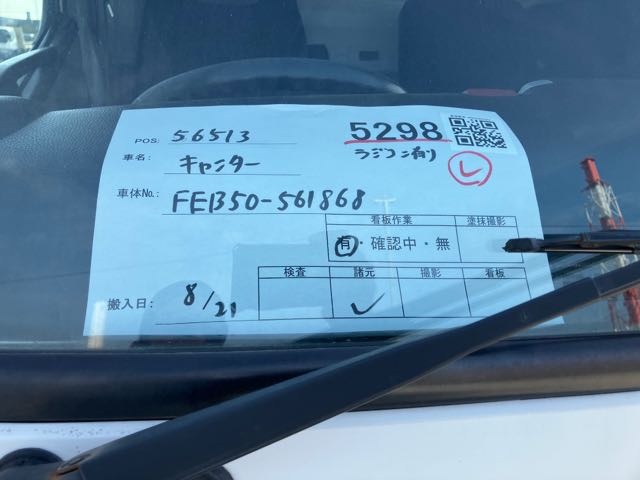 POS: 56513
5298
ラジコン有り
車名: キャンター
L
車体No.: FEB50-561868
看板作業 塗抹撮影
有・確認中・無
検査 諸元 撮影 看板
搬入日: 8/21 ✓